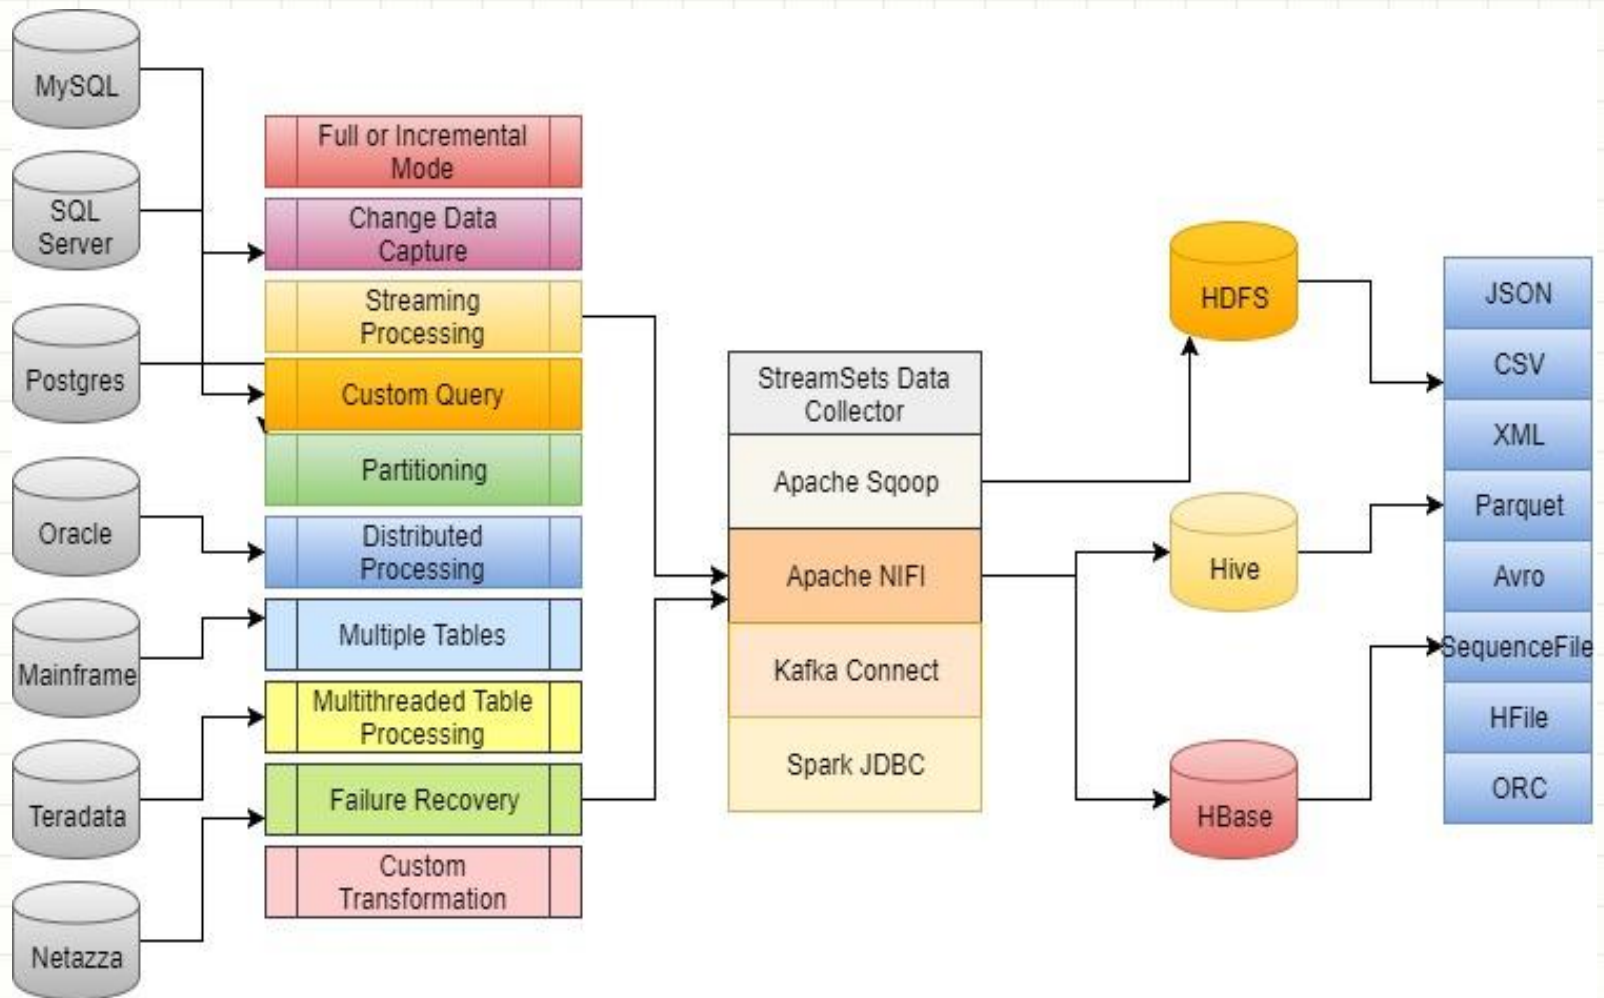 MySQL
SQL
Server
Postgres
Oracle
Mainframe
Teradata
Netazza
Full or Incremental
Mode
Change Data
Capture
Streaming
Processing
Custom Query
Partitioning
Distributed
Processing
Multiple Tables
Multithreaded Table
Processing
Failure Recovery
Custom
Transformation
StreamSets Data
Collector
Apache Sqoop
Apache NIFI
Kafka Connect
Spark JDBC
HDFS
Hive
HBase
JSON
CSV
XML
Parquet
Avro
SequenceFile
HFile
ORC